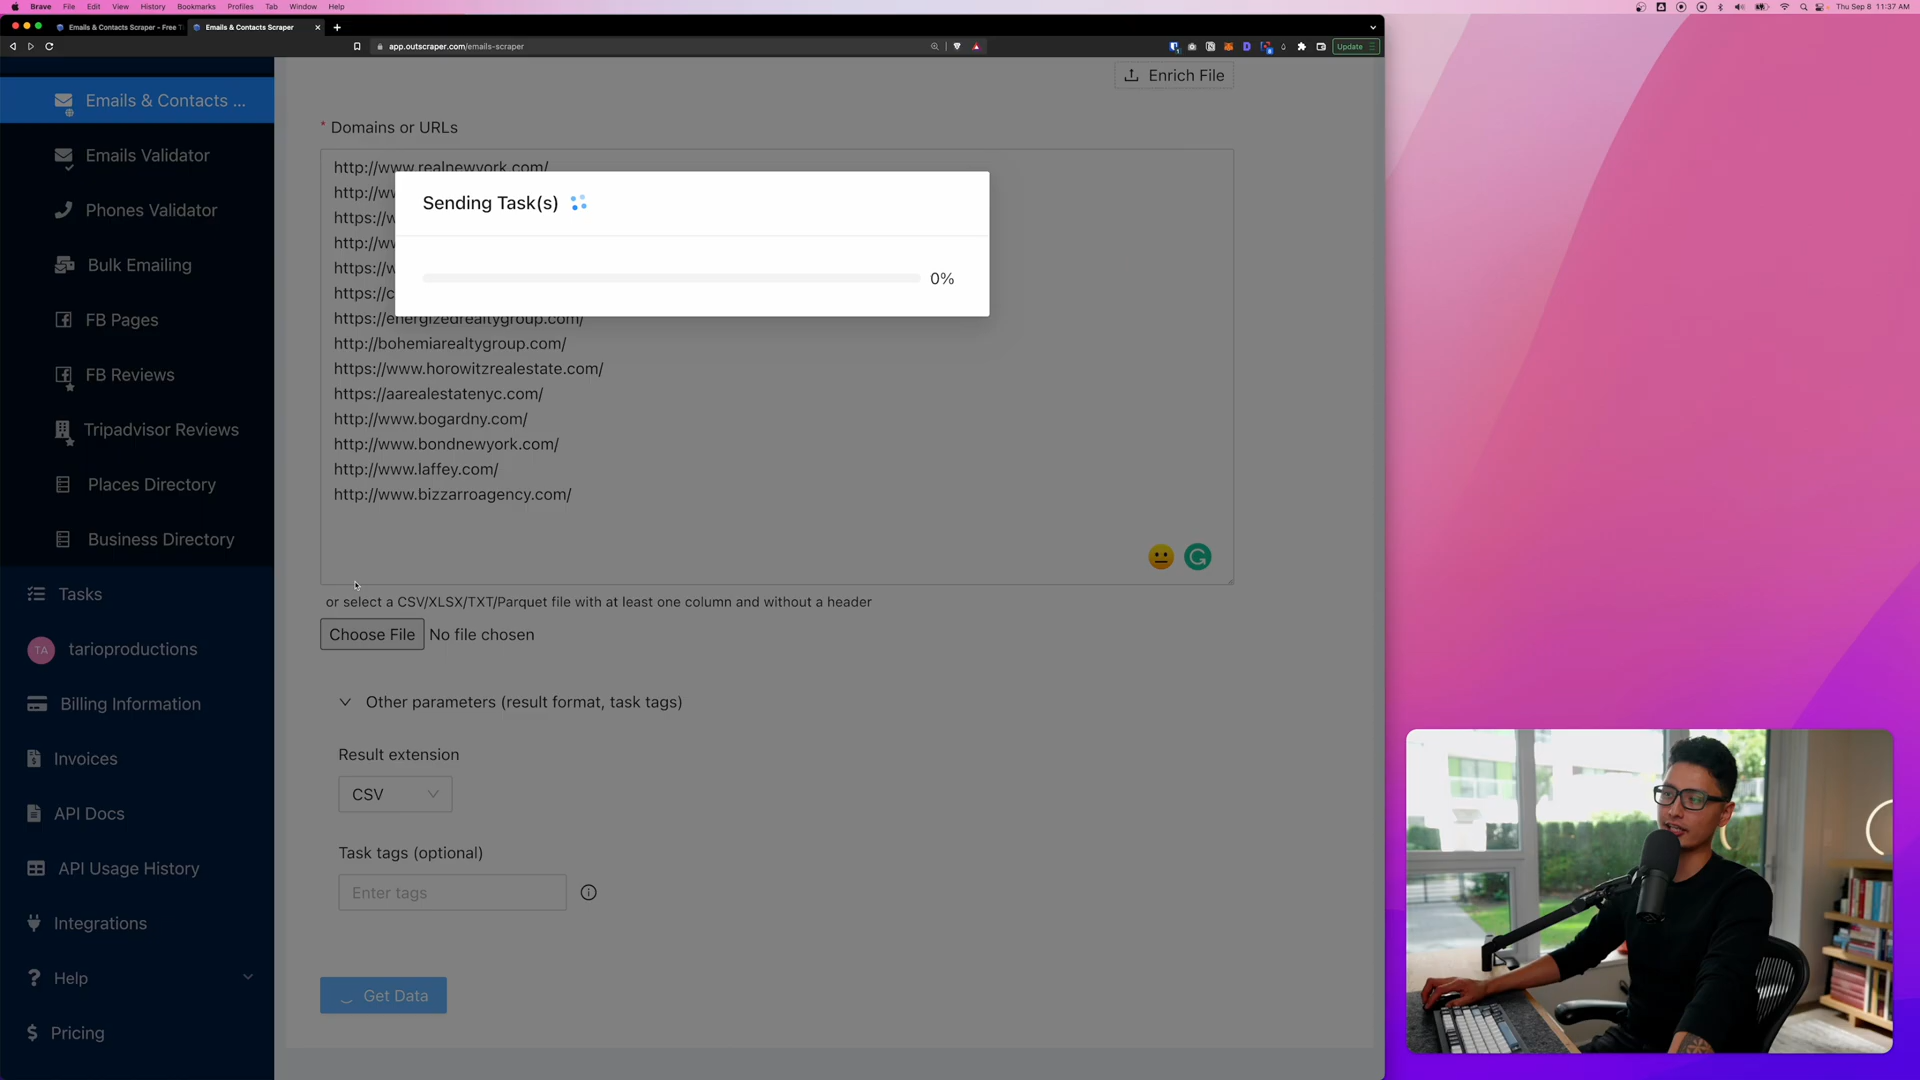 Brave File Edit View History Bookmarks Profiles Tab Window Help
Thu Sep 8 11:37 AM
Emails & Contacts Scraper - Free T
Emails & Contacts Scraper
app.outscraper.com/emails-scraper
Update
Emails & Contacts ...
Emails Validator
Phones Validator
Bulk Emailing
FB Pages
FB Reviews
Tripadvisor Reviews
Places Directory
Business Directory
Tasks
TA tarioproductions
Billing Information
Invoices
API Docs
API Usage History
Integrations
Help
Pricing
Enrich File
* Domains or URLs
http://www.realnewyork.com/
http://ww
https://w
http://ww
https://w
https://c
https://energizedrealtygroup.com/
http://bohemiarealtygroup.com/
https://www.horowitzrealestate.com/
https://aarealestatenyc.com/
http://www.bogardny.com/
http://www.bondnewyork.com/
http://www.laffey.com/
http://www.bizzarroagency.com/
Sending Task(s)
0%
or select a CSV/XLSX/TXT/Parquet file with at least one column and without a header
Choose File No file chosen
Other parameters (result format, task tags)
Result extension
CSV
Task tags (optional)
Enter tags
Get Data